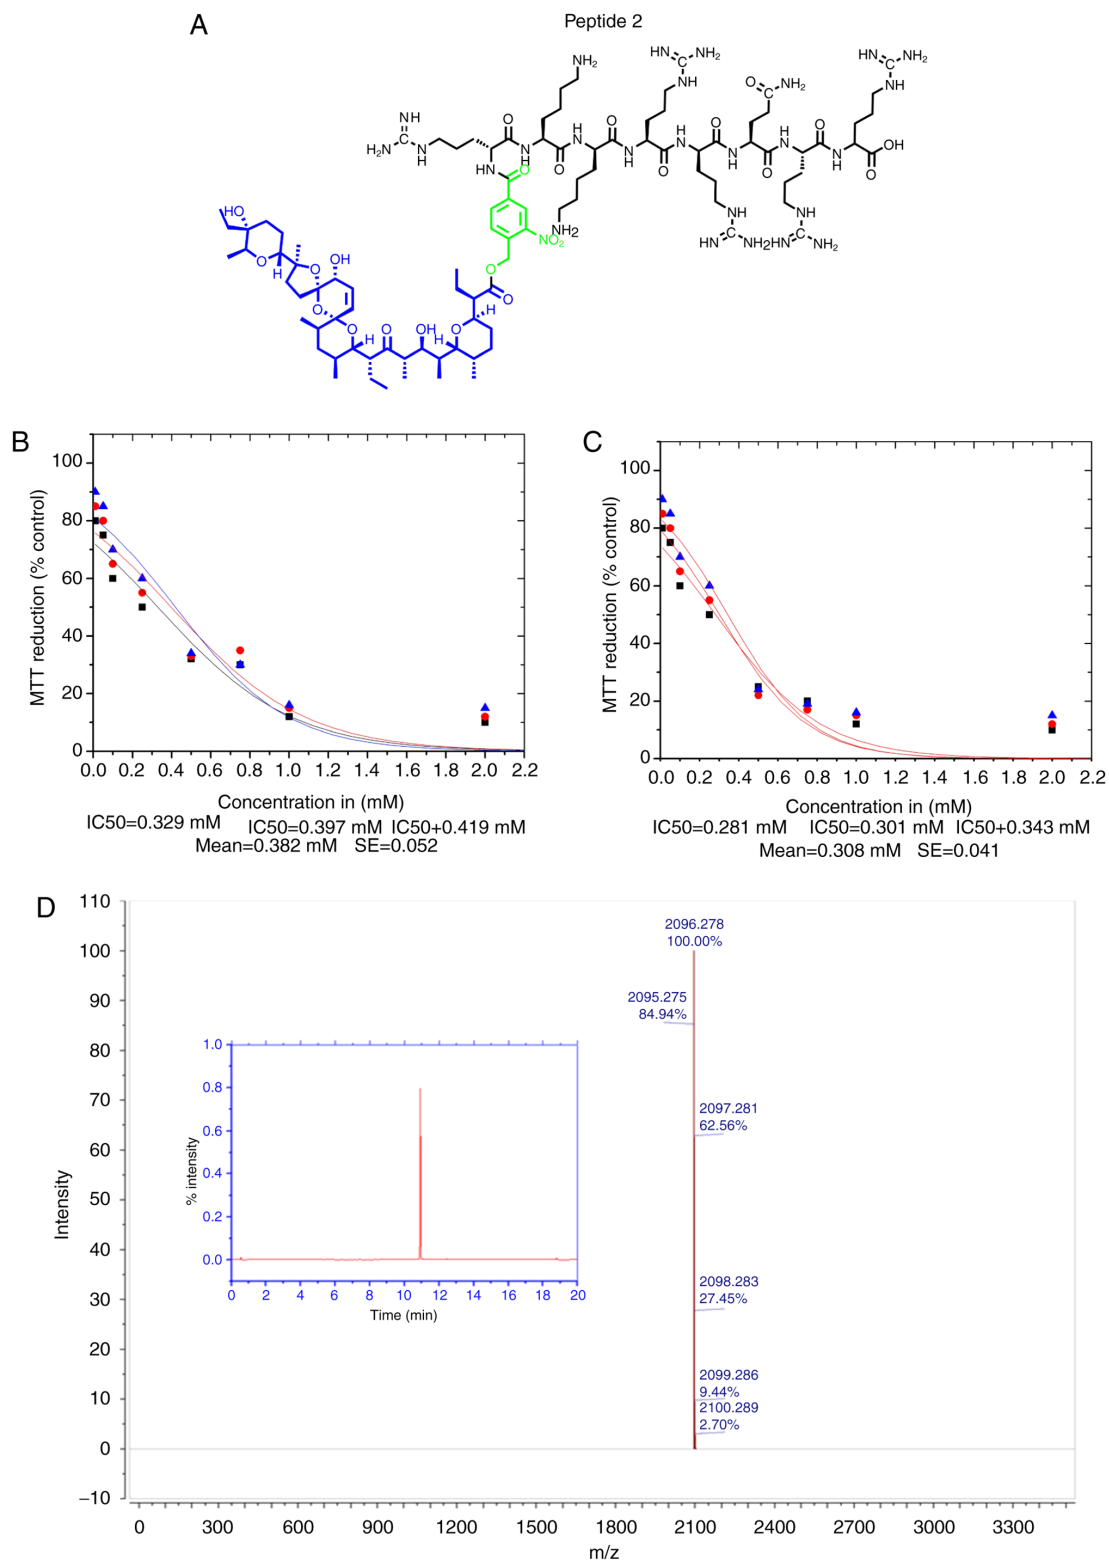 A
Peptide 2
NH₂
HN
C
NH₂
NH
HN
C
NH₂
NH
O
C
NH₂
NH
C
H₂N
N
H
O
H
N
O
H
N
O
N
H
O
H
N
O
N
H
O
H
N
O
N
H
OH
O
HN
O
NH2
NH
HN
C
NH2
NH
HN
C
NH₂
NO₂
O
O
HO
O
H
O
OH
O
O
H
O
OH
H
O
H
B
MTT reduction (% control)
100
80
60
40
20
0
0.0 0.2 0.4 0.6 0.8 1.0 1.2 1.4 1.6 1.8 2.0 2.2
Concentration in (mM)
IC50=0.329 mM IC50=0.397 mM IC50+0.419 mM
Mean=0.382 mM SE=0.052
C
MTT reduction (% control)
100
80
60
40
20
0
0.0 0.2 0.4 0.6 0.8 1.0 1.2 1.4 1.6 1.8 2.0 2.2
Concentration in (mM)
IC50=0.281 mM IC50=0.301 mM IC50+0.343 mM
Mean=0.308 mM SE=0.041
D
Intensity
110
100
90
80
70
60
50
40
30
20
10
0
−10
2096.278
100.00%
2095.275
84.94%
2097.281
62.56%
2098.283
27.45%
2099.286
9.44%
2100.289
2.70%
% intensity
1.0
0.8
0.6
0.4
0.2
0.0
0 2 4 6 8 10 12 14 16 18 20
Time (min)
0 300 600 900 1200 1500 1800 2100 2400 2700 3000 3300
m/z